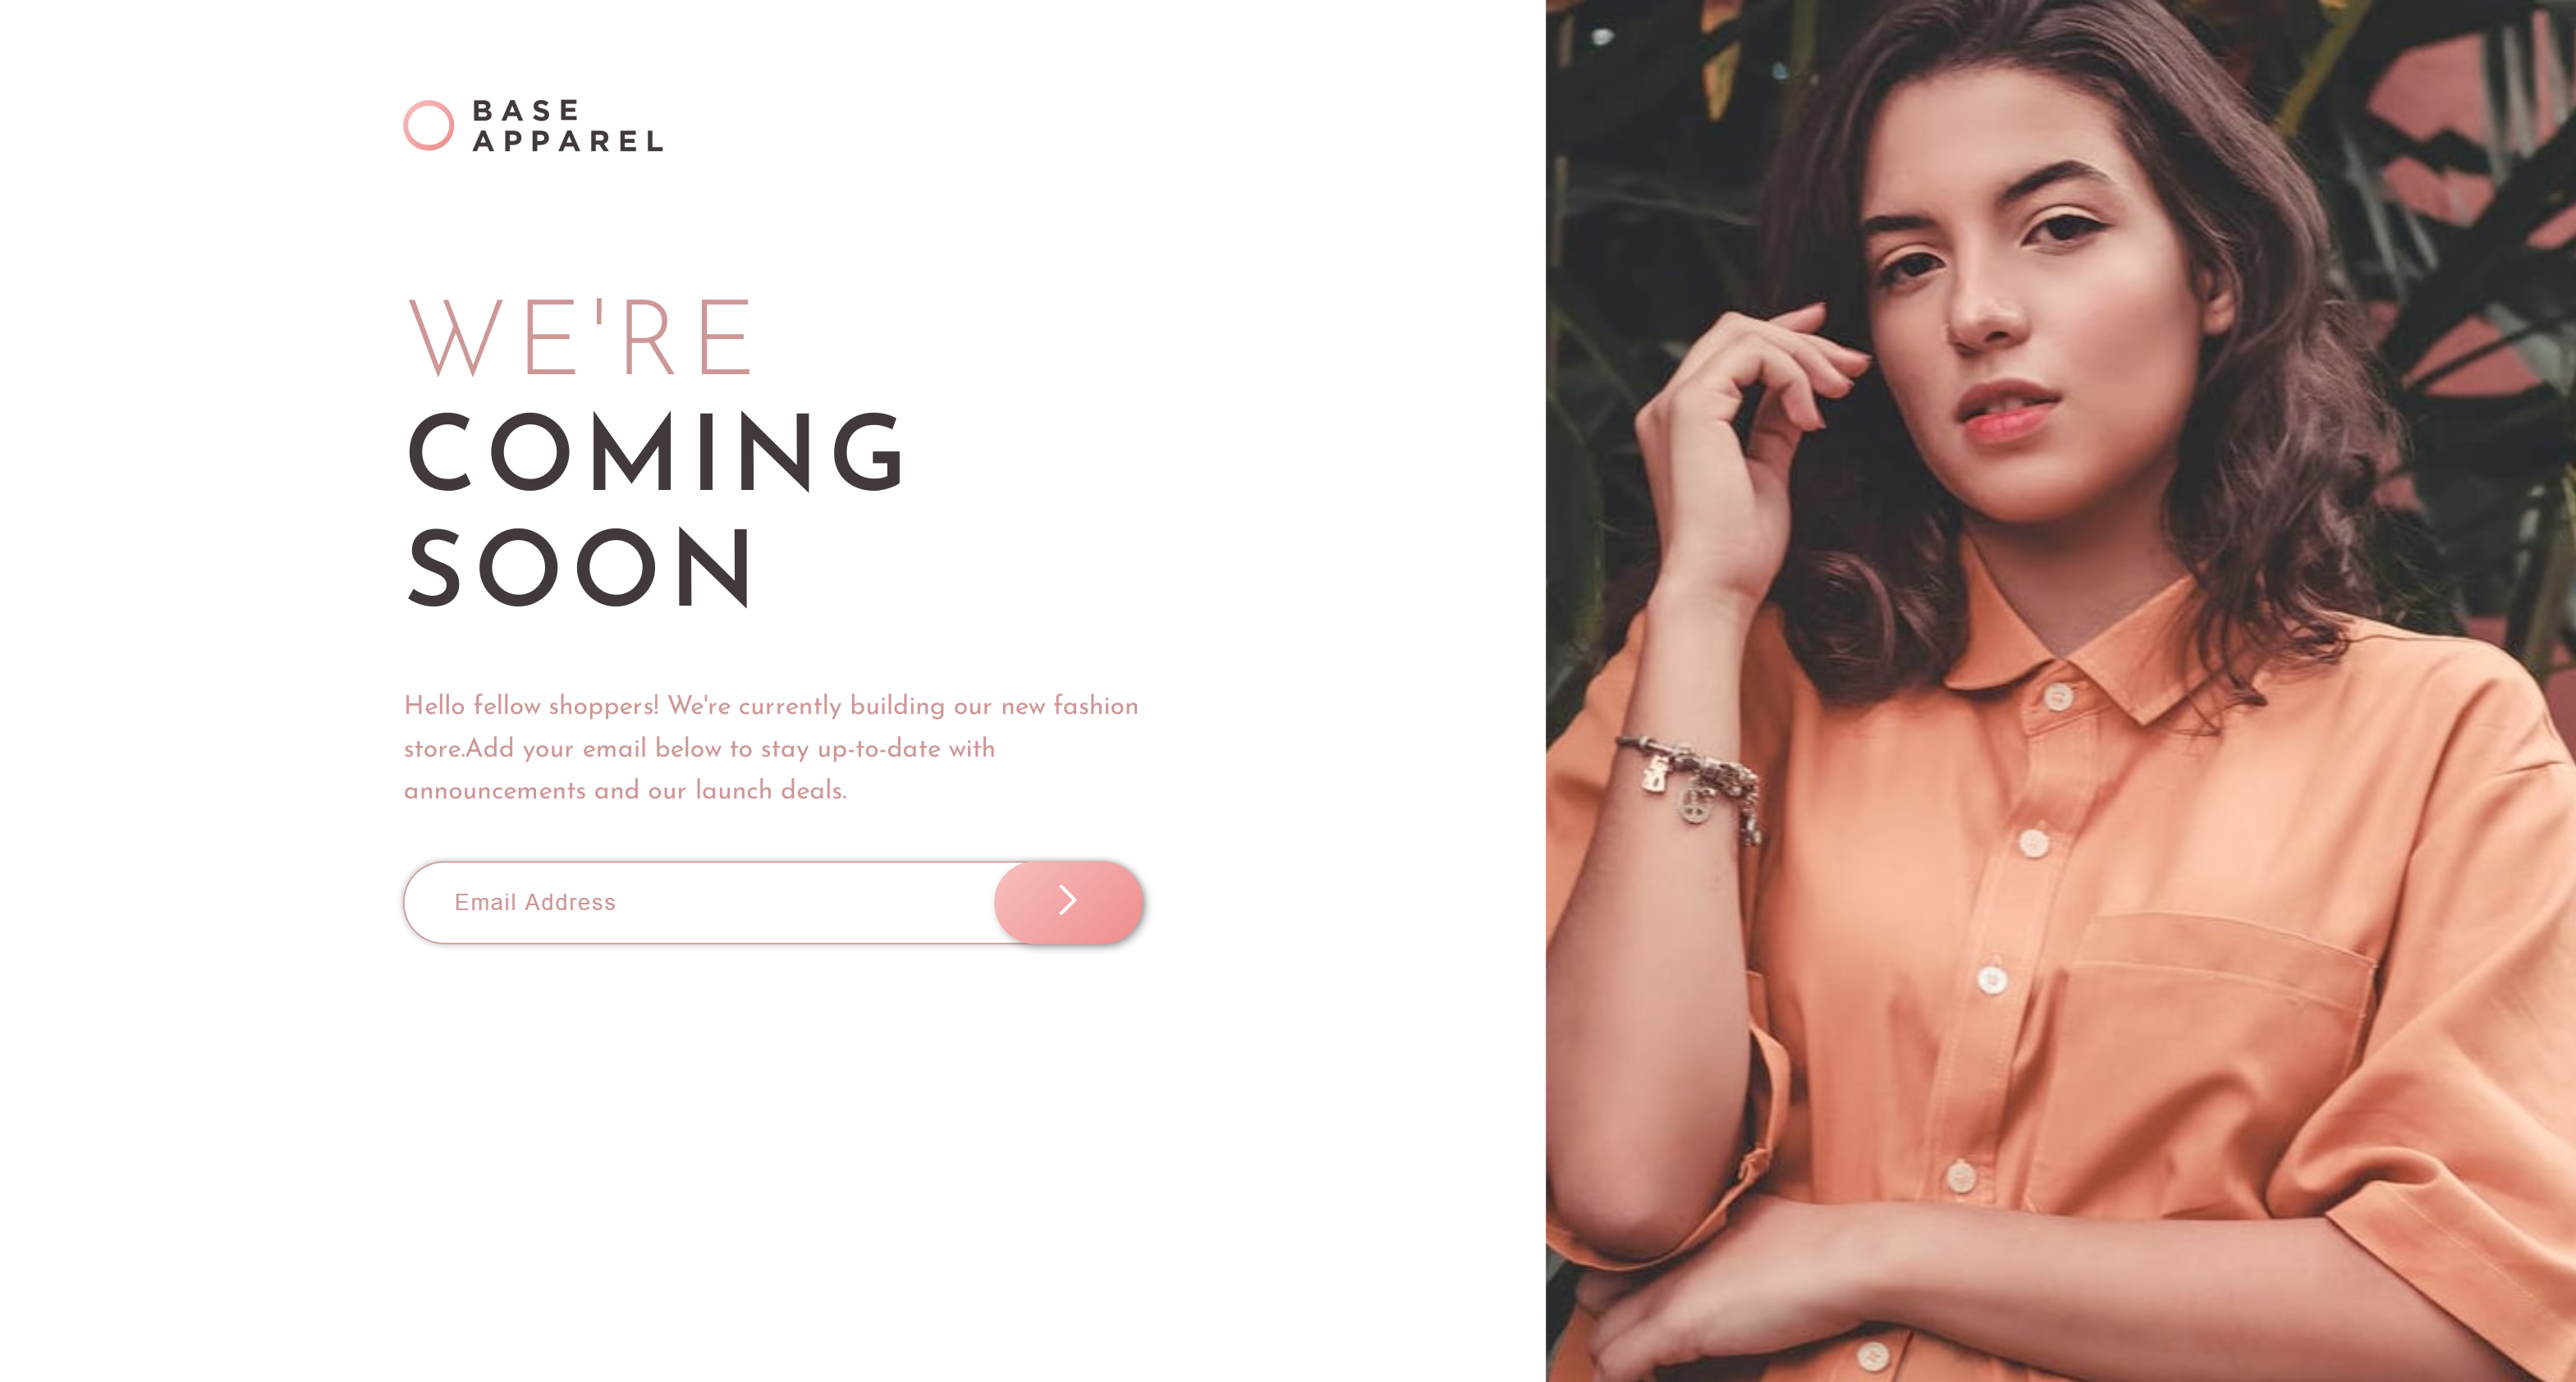 BASE
APPAREL
WE'RE
COMING
SOON
Hello fellow shoppers! We're currently building our new fashion
store.Add your email below to stay up-to-date with
announcements and our launch deals.
Email Address